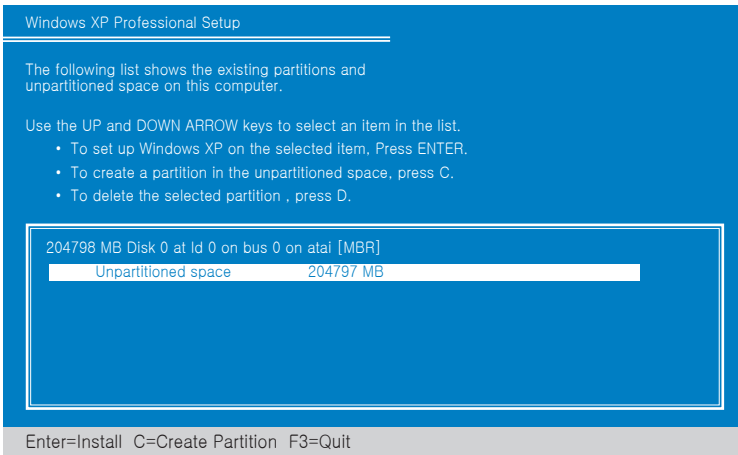 Windows XP Professional Setup
The following list shows the existing partitions and
unpartitioned space on this computer.
Use the UP and DOWN ARROW keys to select an item in the list.
• To set up Windows XP on the selected item, Press ENTER.
• To create a partition in the unpartitioned space, press C.
• To delete the selected partition , press D.
204798 MB Disk 0 at Id 0 on bus 0 on atai [MBR]
Unpartitioned space 204797 MB
Enter=Install C=Create Partition F3=Quit